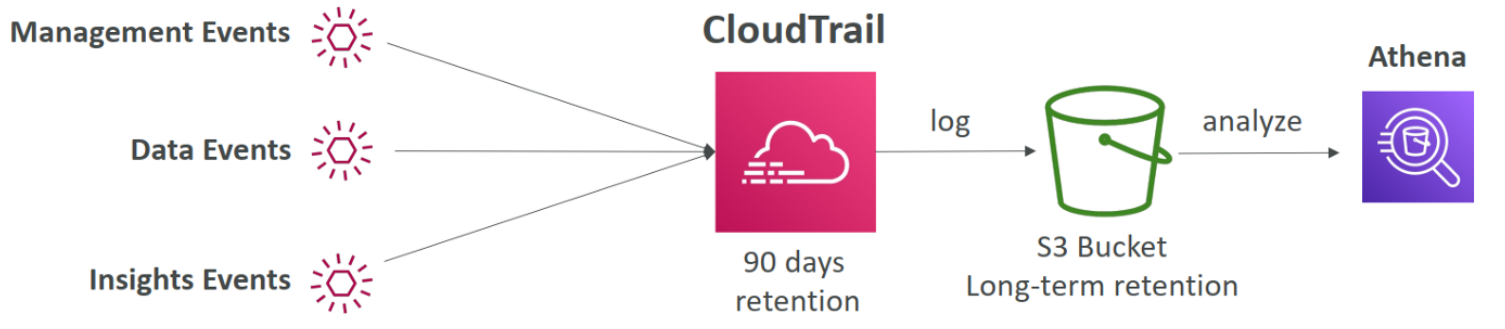 Management Events
Data Events
Insights Events
CloudTrail
90 days
retention
log
S3 Bucket
Long-term retention
analyze
Athena